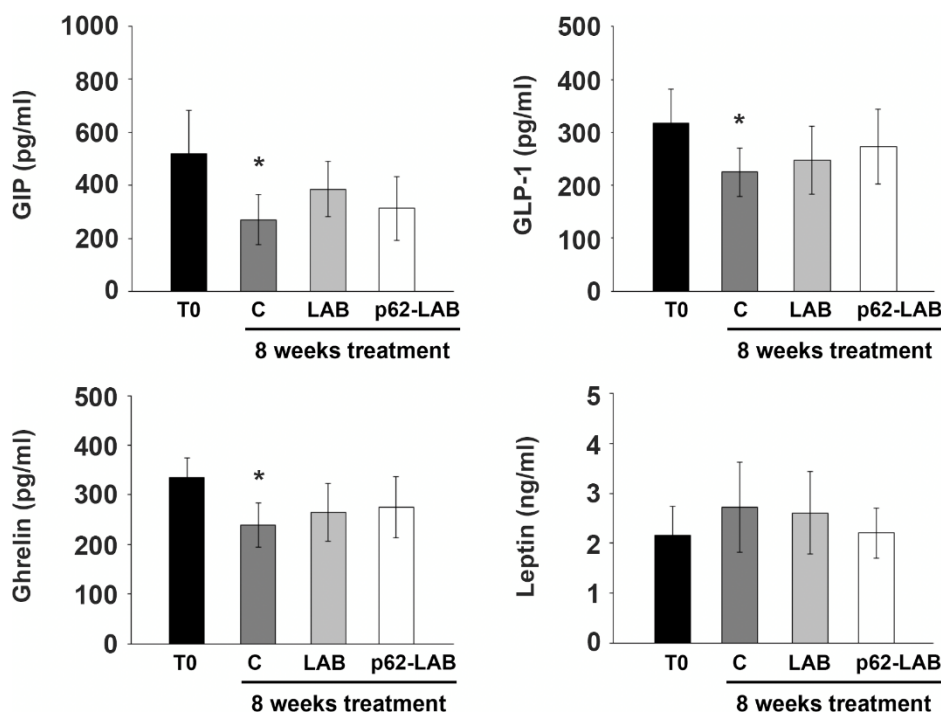 GIP (pg/ml)
1000
800
600
400
200
0
*
T0 C LAB p62-LAB
8 weeks treatment
GLP-1 (pg/ml)
500
400
300
200
100
0
*
T0 C LAB p62-LAB
8 weeks treatment
Ghrelin (pg/ml)
500
400
300
200
100
0
*
T0 C LAB p62-LAB
8 weeks treatment
Leptin (ng/ml)
5
4
3
2
1
0
T0 C LAB p62-LAB
8 weeks treatment